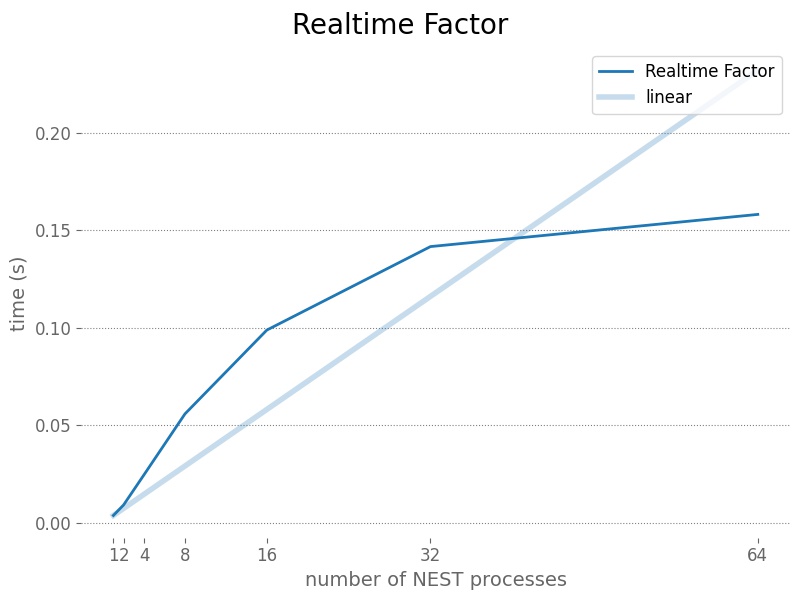 Realtime Factor
Realtime Factor
linear
time (s)
0.20
0.15
0.10
0.05
0.00
1 2 4 8 16 32 64
number of NEST processes